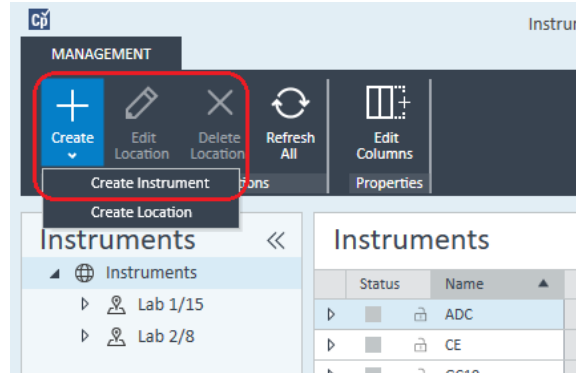 Cp
Instru
MANAGEMENT
Create
Edit Location
Delete Location
Refresh All
Edit Columns
ons
Properties
Create Instrument
Create Location
Instruments
Instruments
Lab 1/15
Lab 2/8
Instruments
Status Name
ADC
CE